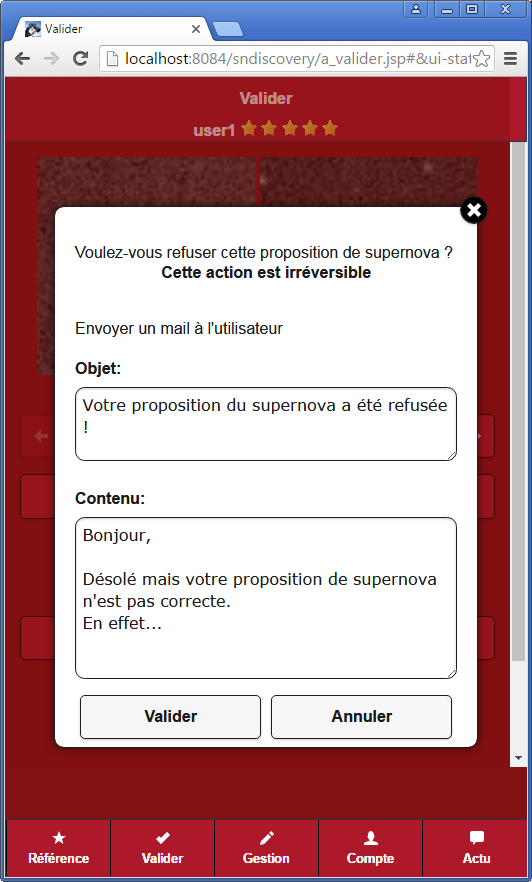 Valider
localhost:8084/sndiscovery/a_valider.jsp#&ui-stat
Valider
user1
Voulez-vous refuser cette proposition de supernova ?
Cette action est irréversible
Envoyer un mail à l'utilisateur
Objet:
Votre proposition du supernova a été refusée
!
Contenu:
Bonjour,
Désolé mais votre proposition de supernova
n'est pas correcte.
En effet...
Valider
Annuler
Référence
Valider
Gestion
Compte
Actu